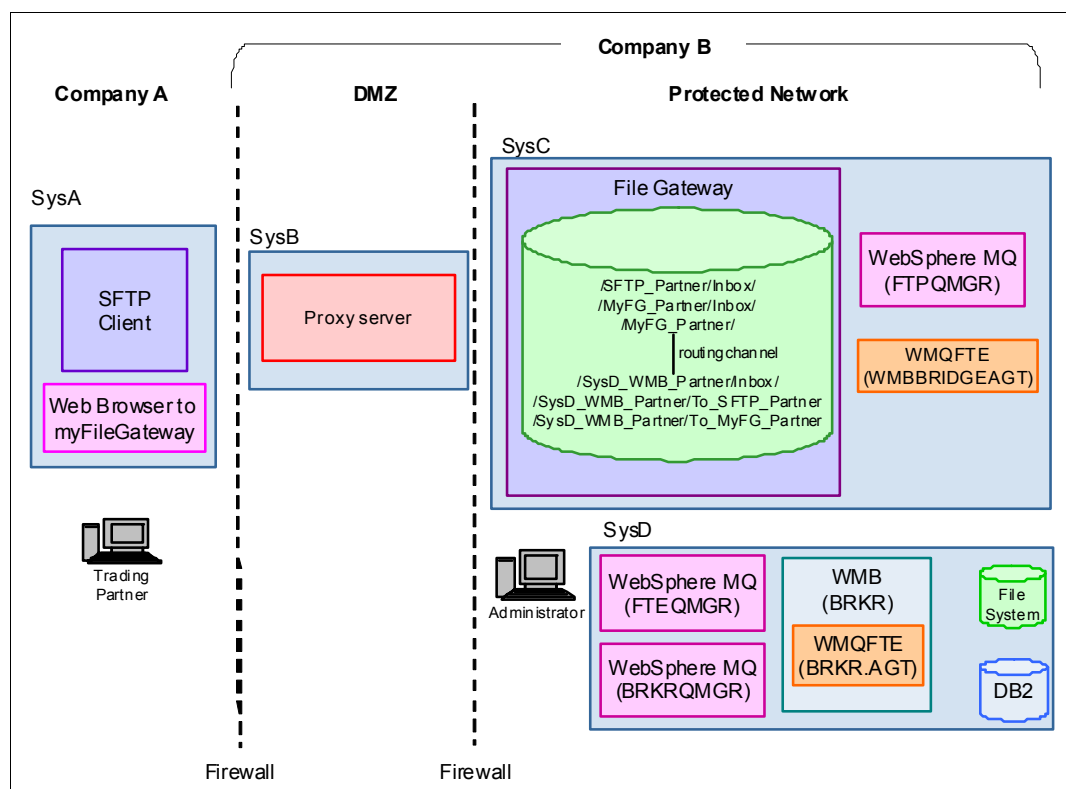 Company B
Company A
DMZ
Protected Network
SysA
SFTP
Client
Web Browser to
myFileGateway
Trading
Partner
SysB
Proxy server
SysC
File Gateway
/SFTP_Partner/Inbox/
/MyFG_Partner/Inbox/
/MyFG_Partner/
routing channel
/SysD_WMB_Partner/Inbox/
/SysD_WMB_Partner/To_SFTP_Partner
/SysD_WMB_Partner/To_MyFG_Partner
WebSphere MQ
(FTPQMGR)
WMQFTE
(WMBBRIDGEAGT)
Administrator
SysD
WebSphere MQ
(FTEQMGR)
WebSphere MQ
(BRKRQMGR)
WMB
(BRKR)
WMQFTE
(BRKR.AGT)
File
System
DB2
Firewall
Firewall